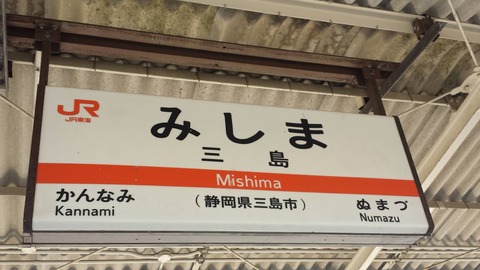 JR
JR東海
みしま
三島
Mishima
かんなみ
Kannami
(静岡県三島市)
ぬまづ
Numazu